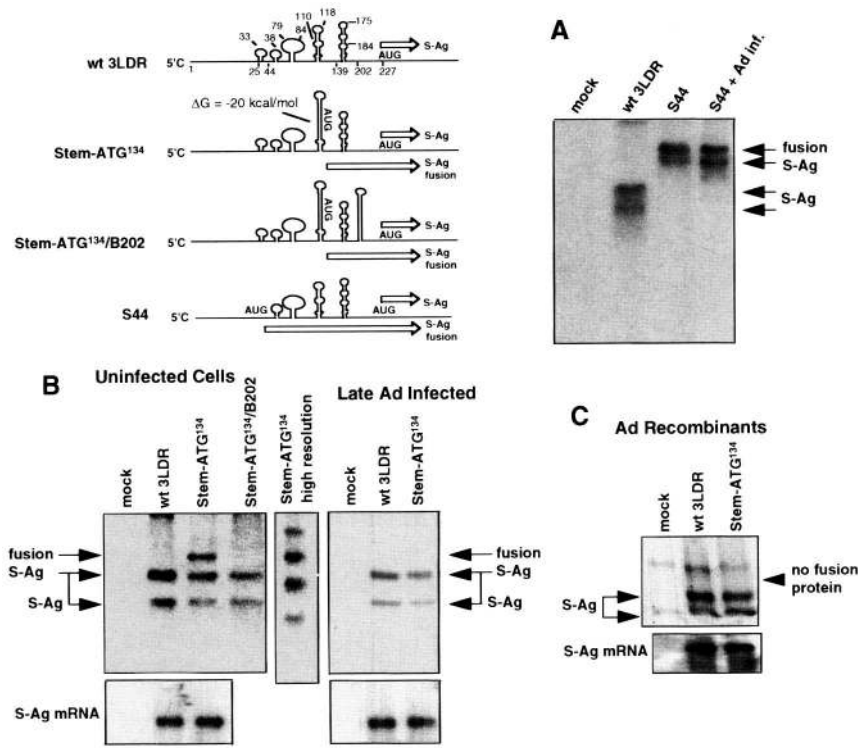 wt 3LDR
5'C
1
33
38
79
84
110
118
175
184
25
44
139
202
227
AUG
S-Ag
ΔG = -20 kcal/mol
Stem-ATG134
5'C
AUG
AUG
S-Ag
S-Ag
fusion
Stem-ATG134/B202
5'C
AUG
AUG
S-Ag
S-Ag
fusion
S44
5'C
AUG
AUG
S-Ag
S-Ag
fusion
A
mock
wt 3LDR
S44
S44 + Ad inf.
fusion
S-Ag
S-Ag
B
Uninfected Cells
mock
wt 3LDR
Stem-ATG134
Stem-ATG134/B202
Stem-ATG134
high resolution
Late Ad Infected
mock
wt 3LDR
Stem-ATG134
fusion
S-Ag
S-Ag
fusion
S-Ag
S-Ag
S-Ag mRNA
C
Ad Recombinants
mock
wt 3LDR
Stem-ATG134
no fusion
protein
S-Ag
S-Ag mRNA